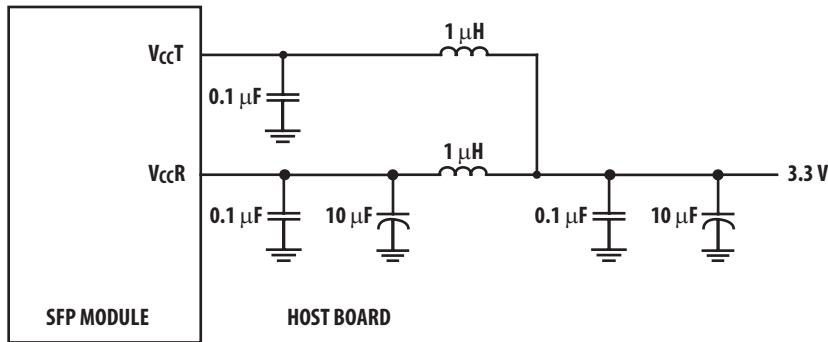 1 μH
VCCT
0.1 μF
1 μH
VCCR
3.3 V
0.1 μF
10 μF
0.1 μF
10 μF
SFP MODULE
HOST BOARD